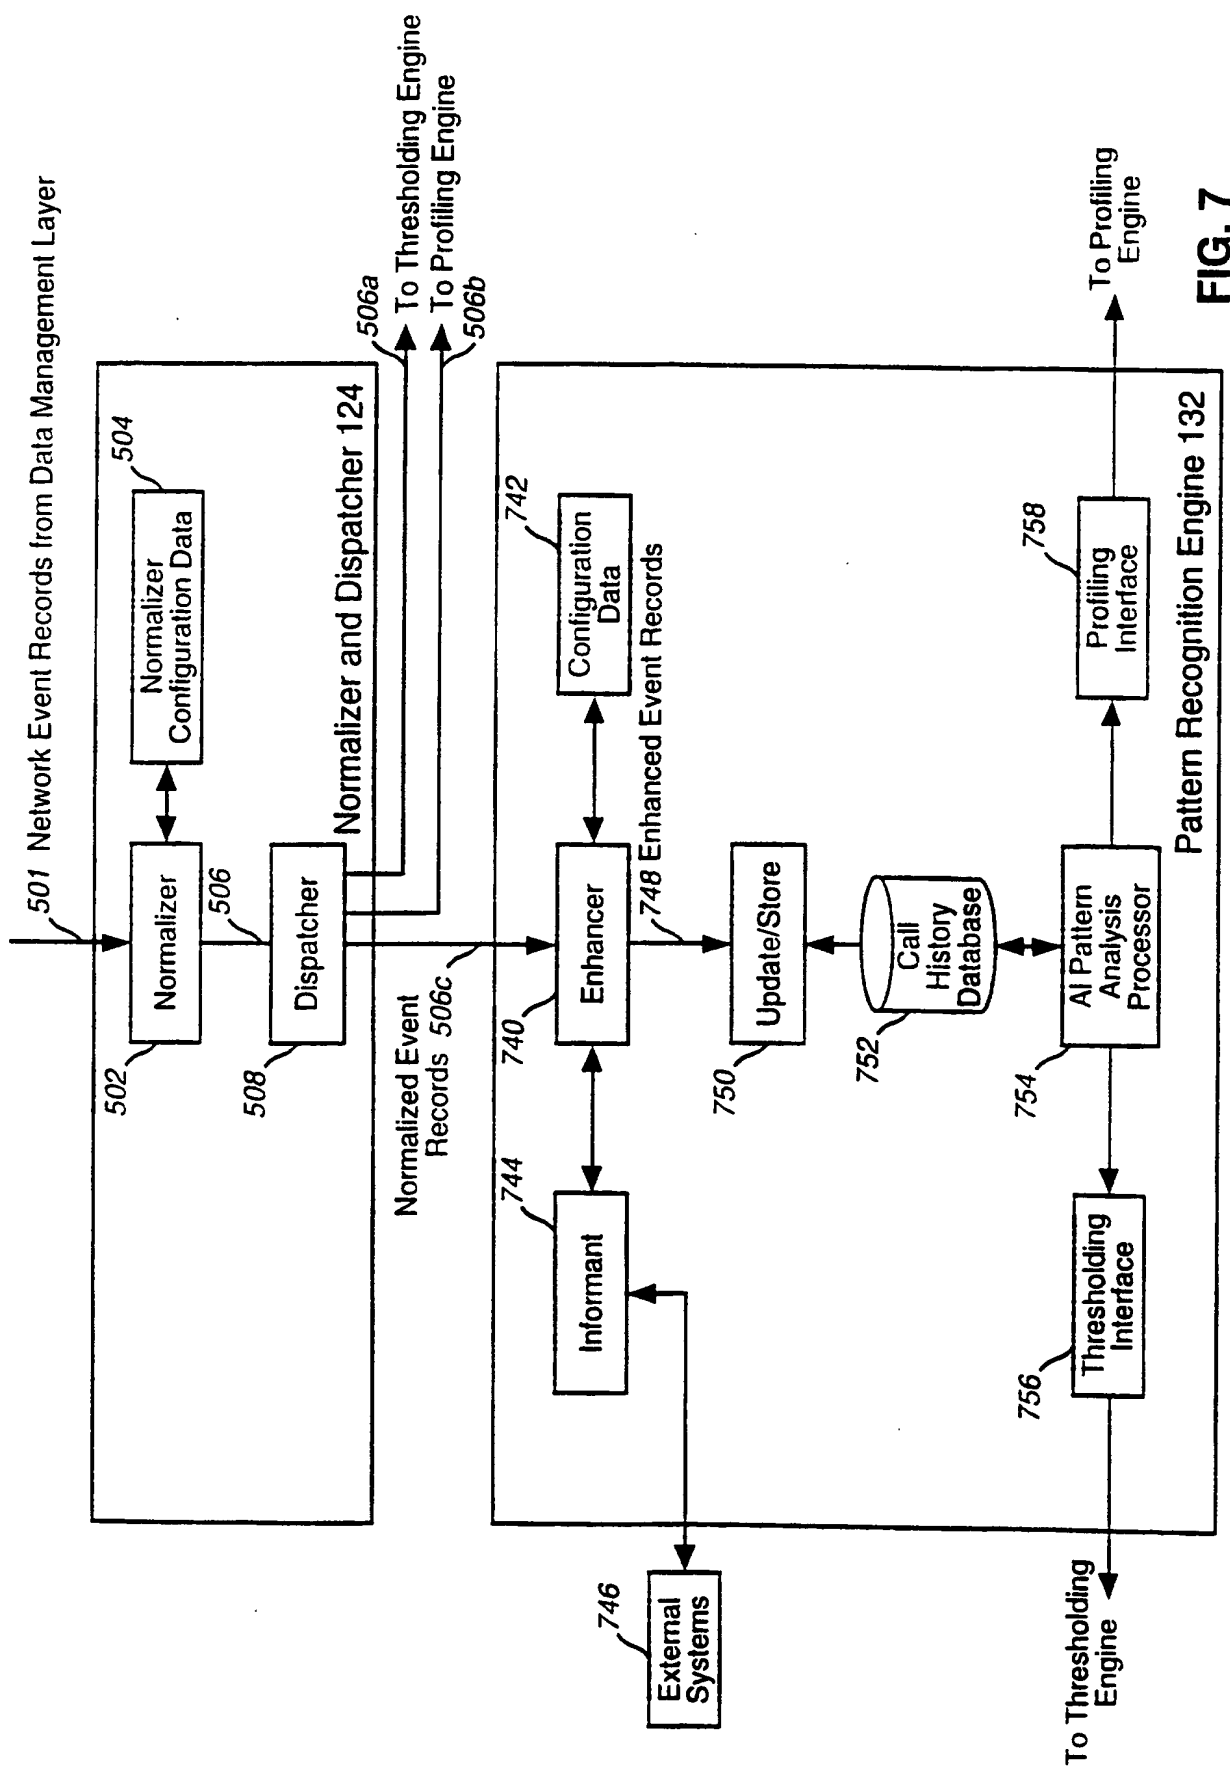 501 Network Event Records from Data Management Layer
502
Normalizer
Normalizer
Configuration Data
504
506
508
Dispatcher
Normalizer and Dispatcher 124
506a
To Thresholding Engine
To Profiling Engine
506b
Normalized Event
Records 506c
744
Informant
740
Enhancer
742
Configuration
Data
748 Enhanced Event Records
746
External
Systems
750
Update/Store
752
Call
History
Database
754
AI Pattern
Analysis
Processor
756
Thresholding
Interface
758
Profiling
Interface
To Thresholding
Engine
To Profiling
Engine
Pattern Recognition Engine 132
FIG. 7